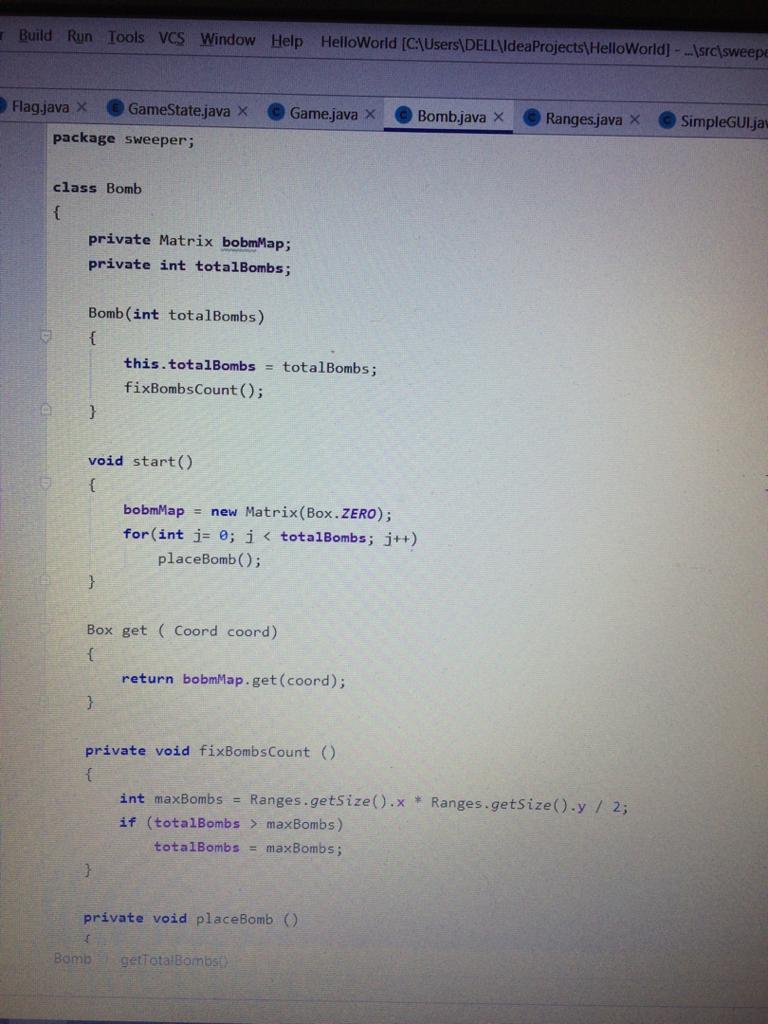 Build Run Tools VCS Window Help HelloWorld [C:\Users\DELL\IdeaProjects\HelloWorld] - ...\src\sweepe
Flag.java × E GameState.java × C Game.java × C Bomb.java × C Ranges.java × C SimpleGUI.jav
package sweeper;
class Bomb
{
private Matrix bobmMap;
private int totalBombs;
Bomb(int totalBombs)
{
this.totalBombs = totalBombs;
fixBombsCount();
}
void start()
{
bobmMap = new Matrix(Box.ZERO);
for(int j= 0; j < totalBombs; j++)
placeBomb();
}
Box get ( Coord coord)
{
return bobmMap.get(coord);
}
private void fixBombsCount ()
{
int maxBombs = Ranges.getSize().x * Ranges.getSize().y / 2;
if (totalBombs > maxBombs)
totalBombs = maxBombs;
}
private void placeBomb ()
{
Bomb getTotalBombs()